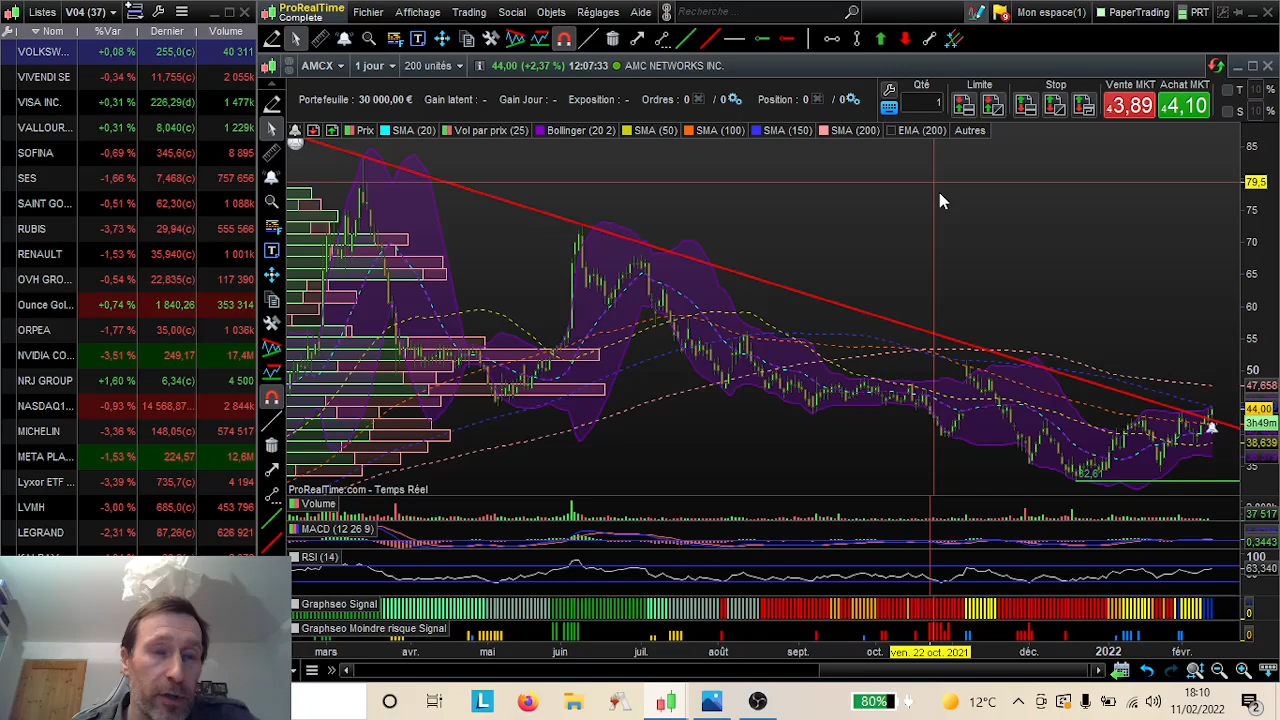 Listes V04 (37)
%Var Dernier Volume
VOLKSW... +0,08 % 255,0(c) 40 311
VIVENDI SE -0,34 % 11,755(c) 2 055k
VISA INC. +0,31 % 226,29(d) 1 477k
VALLOUR... +0,31 % 8,040(c) 1 229k
SOFINA -0,69 % 345,6(c) 8 895
SES -1,66 % 7,468(c) 757 656
SAINT GO... -0,51 % 62,30(c) 1 088k
RUBIS -3,73 % 29,94(c) 555 566
RENAULT -1,53 % 35,940(c) 1 001k
OVH GRO... -0,54 % 22,835(c) 117 390
Ounce Gol... +0,74 % 1 840,26 353 314
ORPEA -1,77 % 35,00(c) 1 036k
NVIDIA CO... -3,51 % 249,17 17,4M
NRJ GROUP +1,60 % 6,34(c) 4 500
NASDAQ1... -0,93 % 14 568,87... 2 844k
MICHELIN -3,36 % 148,05(c) 574 517
META PLA... -1,53 % 224,57 12,6M
Lyxor ETF ... -3,39 % 735,7(c) 4 194
LVMH -3,00 % 685,0(c) 453 796
LEGRAND -2,31 % 87,26(c) 626 921
ProRealTime
Complete
Fichier Affichage Trading Social Objets Réglages Aide Recherche ... Mon espace(1) PaperTrading PRT
AMCX 1 jour 200 unités 44,00 (+2,37 %) 12:07:33 AMC NETWORKS INC.
Portefeuille : 30 000,00 € Gain latent : - Gain Jour : - Exposition : - Ordres : 0 / 0 Position : 0 / 0
Qté 1 Limite Stop Vente MKT Achat MKT
43,89 44,10
T 10 %
S 10 %
Prix SMA (20) Vol par prix (25) Bollinger (20 2) SMA (50) SMA (100) SMA (150) SMA (200) EMA (200) Autres
85
79,5
75
70
65
60
55
50
47,658
44,00
3h49m
38,639
35
32,61
ProRealTime.com - Temps Réel
Volume
37 591
MACD (12 26 9)
0,3443
RSI (14)
100
63,340
Graphseo Signal
0
Graphseo Moindre risque Signal
0
mars avr. mai juin juil. août sept. oct. ven. 22 oct. 2021 déc. 2022 févr.
80%
12°C
18:10
11/02/2022
2